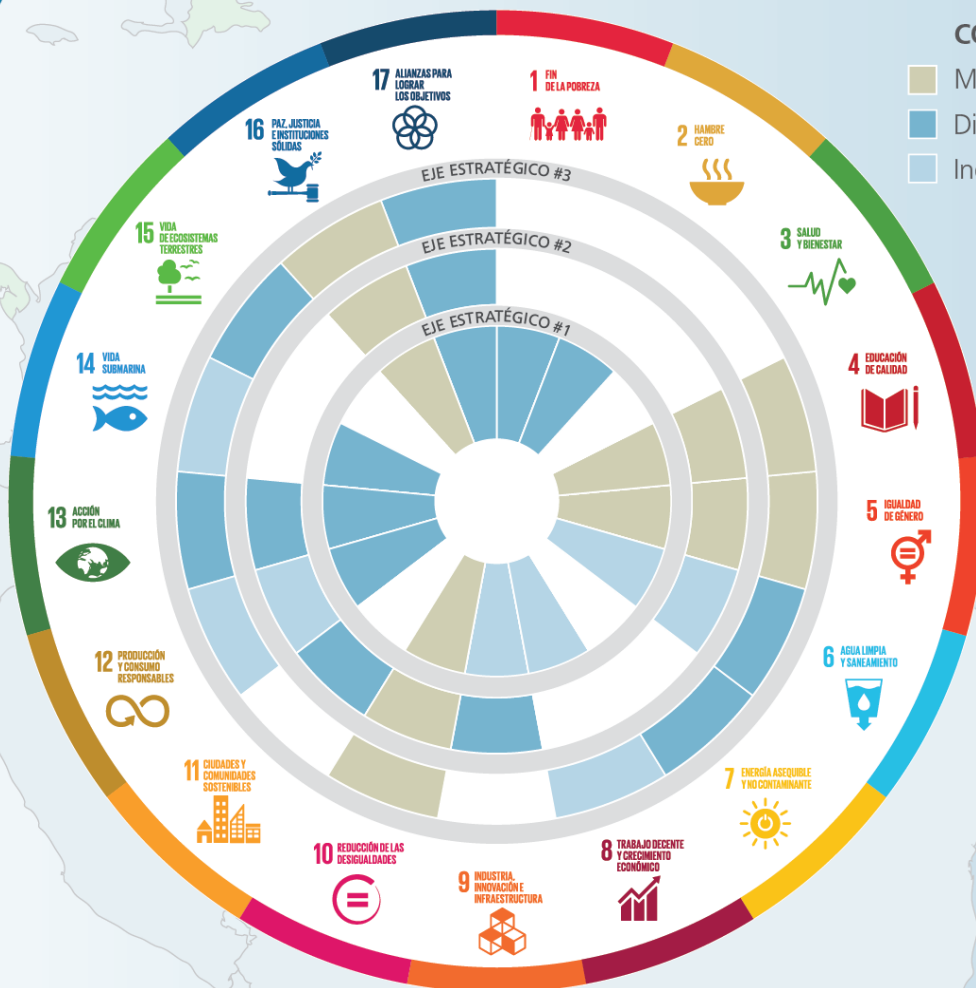 1 FIN
DE LA POBREZA
2 HAMBRE
CERO
3 SALUD
Y BIENESTAR
4 EDUCACIÓN
DE CALIDAD
5 IGUALDAD
DE GÉNERO
6 AGUA LIMPIA
Y SANEAMIENTO
7 ENERGÍA ASEQUIBLE
Y NO CONTAMINANTE
8 TRABAJO DECENTE
Y CRECIMIENTO
ECONÓMICO
9 INDUSTRIA,
INNOVACIÓN E
INFRAESTRUCTURA
10 REDUCCIÓN DE LAS
DESIGUALDADES
11 CIUDADES Y
COMUNIDADES
SOSTENIBLES
12 PRODUCCIÓN
Y CONSUMO
RESPONSABLES
13 ACCIÓN
POR EL CLIMA
14 VIDA
SUBMARINA
15 VIDA
DE ECOSISTEMAS
TERRESTRES
16 PAZ, JUSTICIA
E INSTITUCIONES
SÓLIDAS
17 ALIANZAS PARA
LOGRAR
LOS OBJETIVOS
EJE ESTRATÉGICO #3
EJE ESTRATÉGICO #2
EJE ESTRATÉGICO #1